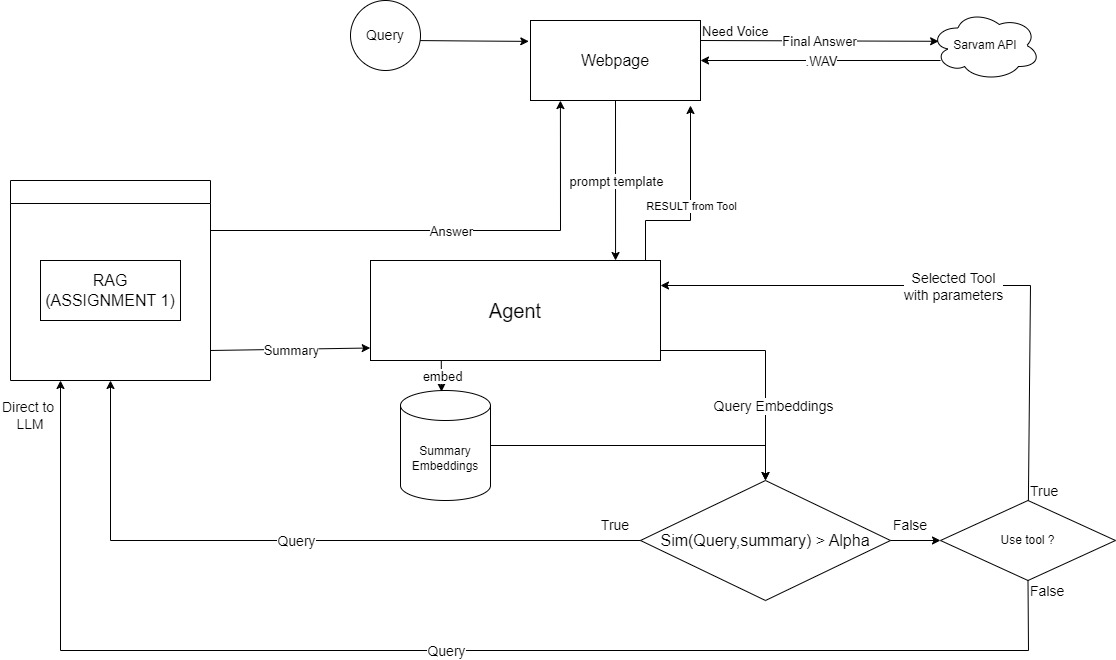 Query
Webpage
Need Voice
Final Answer
.WAV
Sarvam API
prompt template
RESULT from Tool
Answer
RAG
(ASSIGNMENT 1)
Agent
Selected Tool
with parameters
Summary
embed
Direct to
LLM
Query Embeddings
Summary
Embeddings
True
Query
Sim(Query,summary) > Alpha
False
Use tool ?
True
False
Query